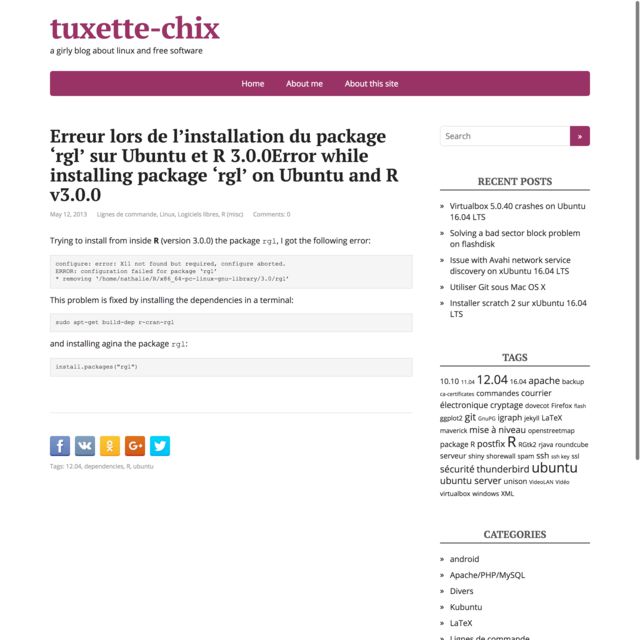 tuxette-chix
a girly blog about linux and free software
Home About me About this site
Erreur lors de l’installation du package
‘rgl’ sur Ubuntu et R 3.0.0Error while
installing package ‘rgl’ on Ubuntu and R
v3.0.0
May 12, 2013 Lignes de commande, Linux, Logiciels libres, R (misc) Comments: 0
Trying to install from inside R (version 3.0.0) the package rgl, I got the following error:
configure: error: X11 not found but required, configure aborted.
ERROR: configuration failed for package ‘rgl’
* removing ‘/home/nathalie/R/x86_64-pc-linux-gnu-library/3.0/rgl’
This problem is fixed by installing the dependencies in a terminal:
sudo apt-get build-dep r-cran-rgl
and installing agina the package rgl:
install.packages("rgl")
Tags: 12.04, dependencies, R, ubuntu
Search »
RECENT POSTS
» Virtualbox 5.0.40 crashes on Ubuntu
16.04 LTS
» Solving a bad sector block problem
on flashdisk
» Issue with Avahi network service
discovery on xUbuntu 16.04 LTS
» Utiliser Git sous Mac OS X
» Installer scratch 2 sur xUbuntu 16.04
LTS
TAGS
10.10 11.04 12.04 16.04 apache backup
ca-certificates commandes courrier
électronique cryptage dovecot Firefox flash
ggplot2 git GnuPG igraph jekyll LaTeX
maverick mise à niveau openstreetmap
package R postfix R RGtk2 rjava roundcube
serveur shiny shorewall spam ssh ssh key ssl
sécurité thunderbird ubuntu
ubuntu server unison VideoLAN Vidéo
virtualbox windows XML
CATEGORIES
» android
» Apache/PHP/MySQL
» Divers
» Kubuntu
» LaTeX
» Lignes de commande